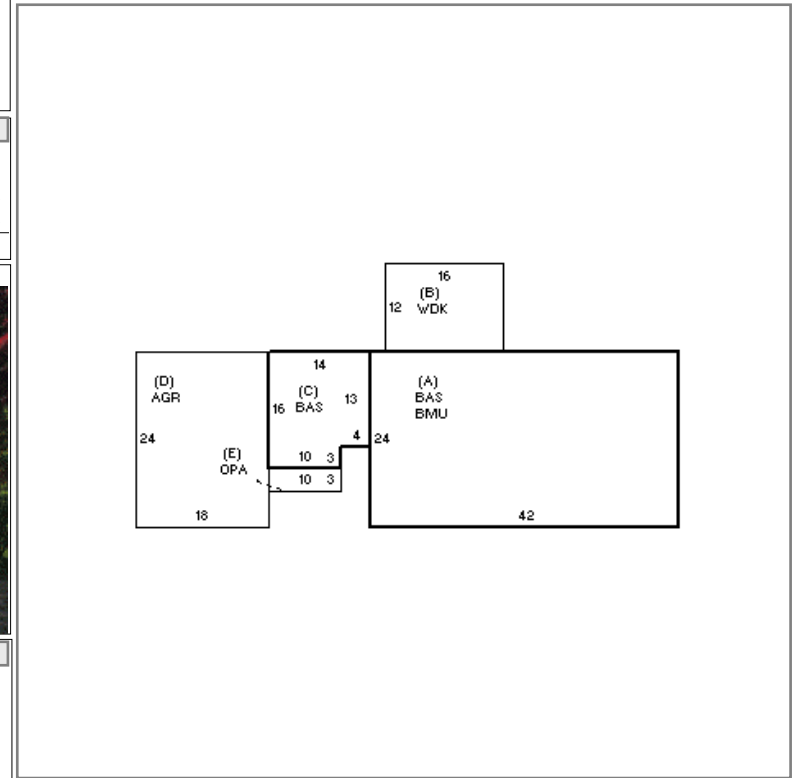 16
(B)
12 WDK
14
(D)
AGR
(C)
16 BAS 13
(A)
BAS
BMU
24
4 24
(E)
OPA
10 3
10 3
18
42